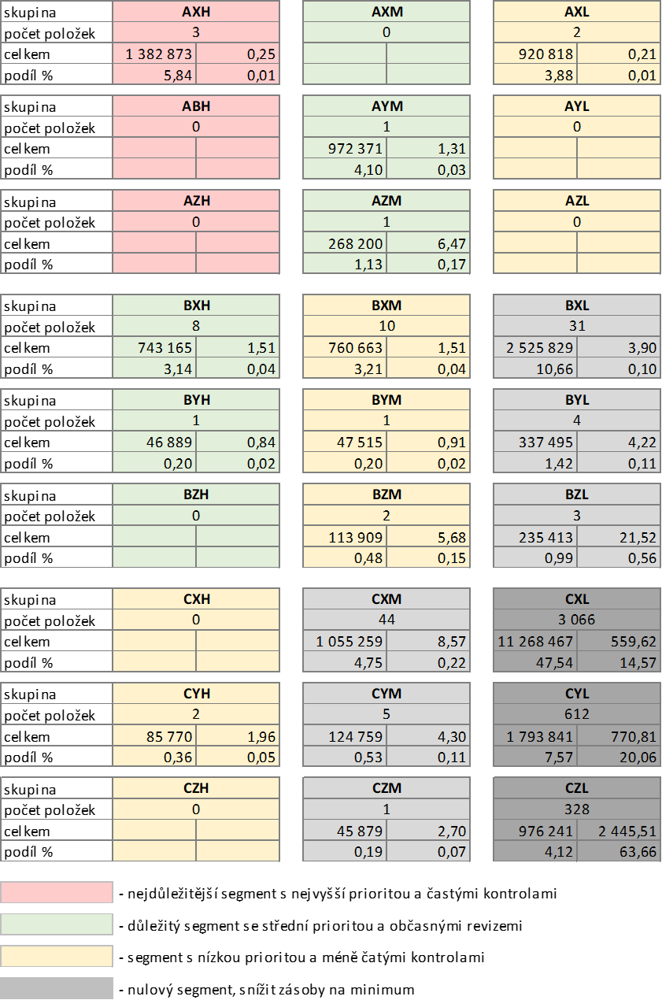 skupina AXH AXM AXL
počet položek 3 0 2
celkem 1 382 873 0,25 920 818 0,21
podíl % 5,84 0,01 3,88 0,01
skupina ABH AYM AYL
počet položek 0 1 0
celkem 972 371 1,31
podíl % 4,10 0,03
skupina AZH AZM AZL
počet položek 0 1 0
celkem 268 200 6,47
podíl % 1,13 0,17
skupina BXH BXM BXL
počet položek 8 10 31
celkem 743 165 1,51 760 663 1,51 2 525 829 3,90
podíl % 3,14 0,04 3,21 0,04 10,66 0,10
skupina BYH BYM BYL
počet položek 1 1 4
celkem 46 889 0,84 47 515 0,91 337 495 4,22
podíl % 0,20 0,02 0,20 0,02 1,42 0,11
skupina BZH BZM BZL
počet položek 0 2 3
celkem 113 909 5,68 235 413 21,52
podíl % 0,48 0,15 0,99 0,56
skupina CXH CXM CXL
počet položek 0 44 3 066
celkem 1 055 259 8,57 11 268 467 559,62
podíl % 4,75 0,22 47,54 14,57
skupina CYH CYM CYL
počet položek 2 5 612
celkem 85 770 1,96 124 759 4,30 1 793 841 770,81
podíl % 0,36 0,05 0,53 0,11 7,57 20,06
skupina CZH CZM CZL
počet položek 0 1 328
celkem 45 879 2,70 976 241 2 445,51
podíl % 0,19 0,07 4,12 63,66
- nejdůležitější segment s nejvyšší prioritou a častými kontrolami
- důležitý segment se střední prioritou a občasnými revizemi
- segment s nízkou prioritou a méně čatými kontrolami
- nulový segment, snížit zásoby na minimum